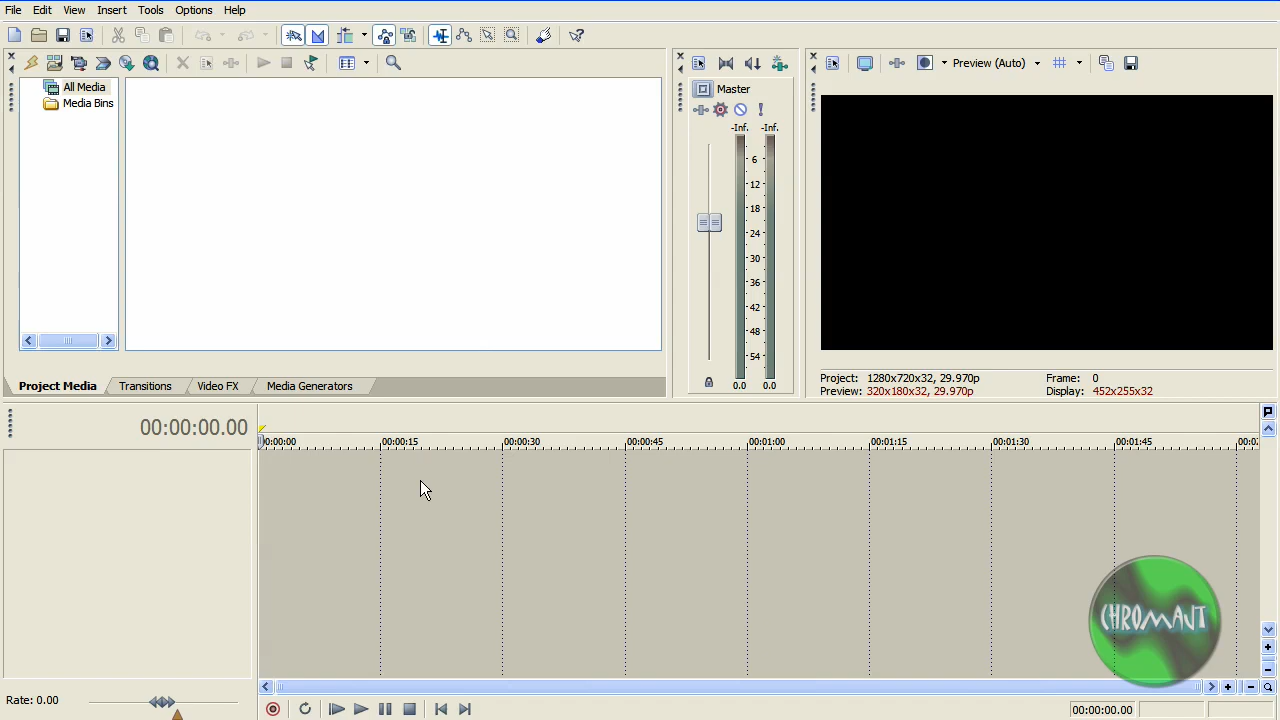 File Edit View Insert Tools Options Help
All Media
Media Bins
Master
-Inf. -Inf.
6
12
18
24
30
36
42
48
54
0.0 0.0
Preview (Auto)
Project: 1280x720x32, 29.970p Frame: 0
Preview: 320x180x32, 29.970p Display: 452x255x32
Project Media Transitions Video FX Media Generators
00:00:00.00
00:00:15 00:00:30 00:00:45 00:01:00 00:01:15 00:01:30 00:01:45
CHROMAUT
Rate: 0.00
00:00:00.00